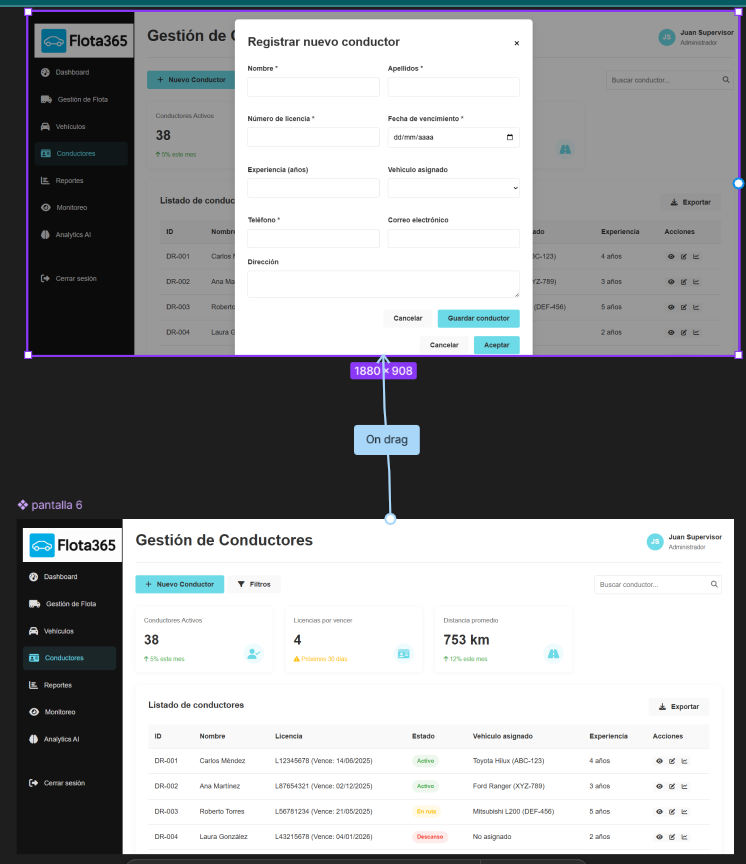 Flota365
Gestión de C
Juan Supervisor
JS
Administrador
Registrar nuevo conductor
×
Dashboard
Gestión de Flota
Vehículos
Conductores
Reportes
Monitoreo
Analytics AI
Cerrar sesión
+ Nuevo Conductor
Buscar conductor...
Nombre *
Apellidos *
Conductores Activos
38
5% este mes
Número de licencia *
Fecha de vencimiento *
dd/mm/aaaa
Experiencia (años)
Vehículo asignado
Listado de conduc
Exportar
Teléfono *
Correo electrónico
ID
Nombre
ado
Experiencia
Acciones
DR-001
Carlos M
BC-123)
4 años
Dirección
DR-002
Ana Ma
YZ-789)
3 años
DR-003
Roberto
(DEF-456)
5 años
Cancelar
Guardar conductor
DR-004
Laura G
2 años
Cancelar
Aceptar
1880 × 908
On drag
pantalla 6
Flota365
Gestión de Conductores
JS
Juan Supervisor
Administrador
Dashboard
Gestión de Flota
Vehículos
Conductores
Reportes
Monitoreo
Analytics AI
Cerrar sesión
+ Nuevo Conductor
Filtros
Buscar conductor...
Conductores Activos
38
5% este mes
Licencias por vencer
4
Próximos 30 días
Distancia promedio
753 km
12% este mes
Listado de conductores
Exportar
ID Nombre Licencia Estado Vehículo asignado Experiencia Acciones
DR-001 Carlos Méndez L12345678 (Vence: 14/06/2025) Activo Toyota Hilux (ABC-123) 4 años
DR-002 Ana Martínez L87654321 (Vence: 02/12/2025) Activo Ford Ranger (XYZ-789) 3 años
DR-003 Roberto Torres L56781234 (Vence: 21/05/2025) En ruta Mitsubishi L200 (DEF-456) 5 años
DR-004 Laura González L43215678 (Vence: 04/01/2026) Descanso No asignado 2 años